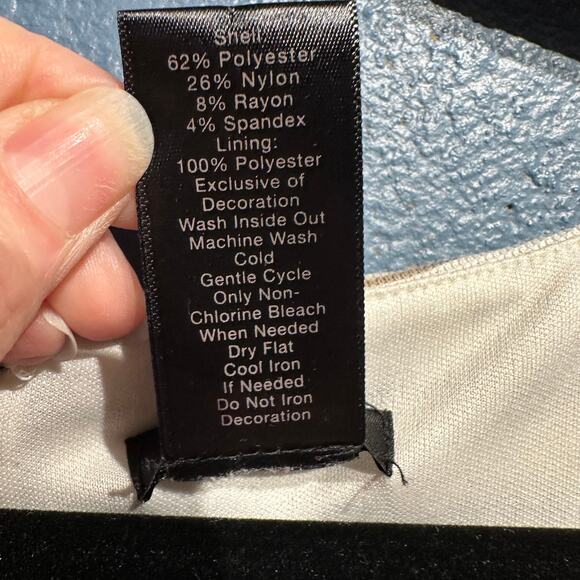 Shell:
62% Polyester
26% Nylon
8% Rayon
4% Spandex
Lining:
100% Polyester
Exclusive of
Decoration
Wash Inside Out
Machine Wash
Cold
Gentle Cycle
Only Non-
Chlorine Bleach
When Needed
Dry Flat
Cool Iron
If Needed
Do Not Iron
Decoration